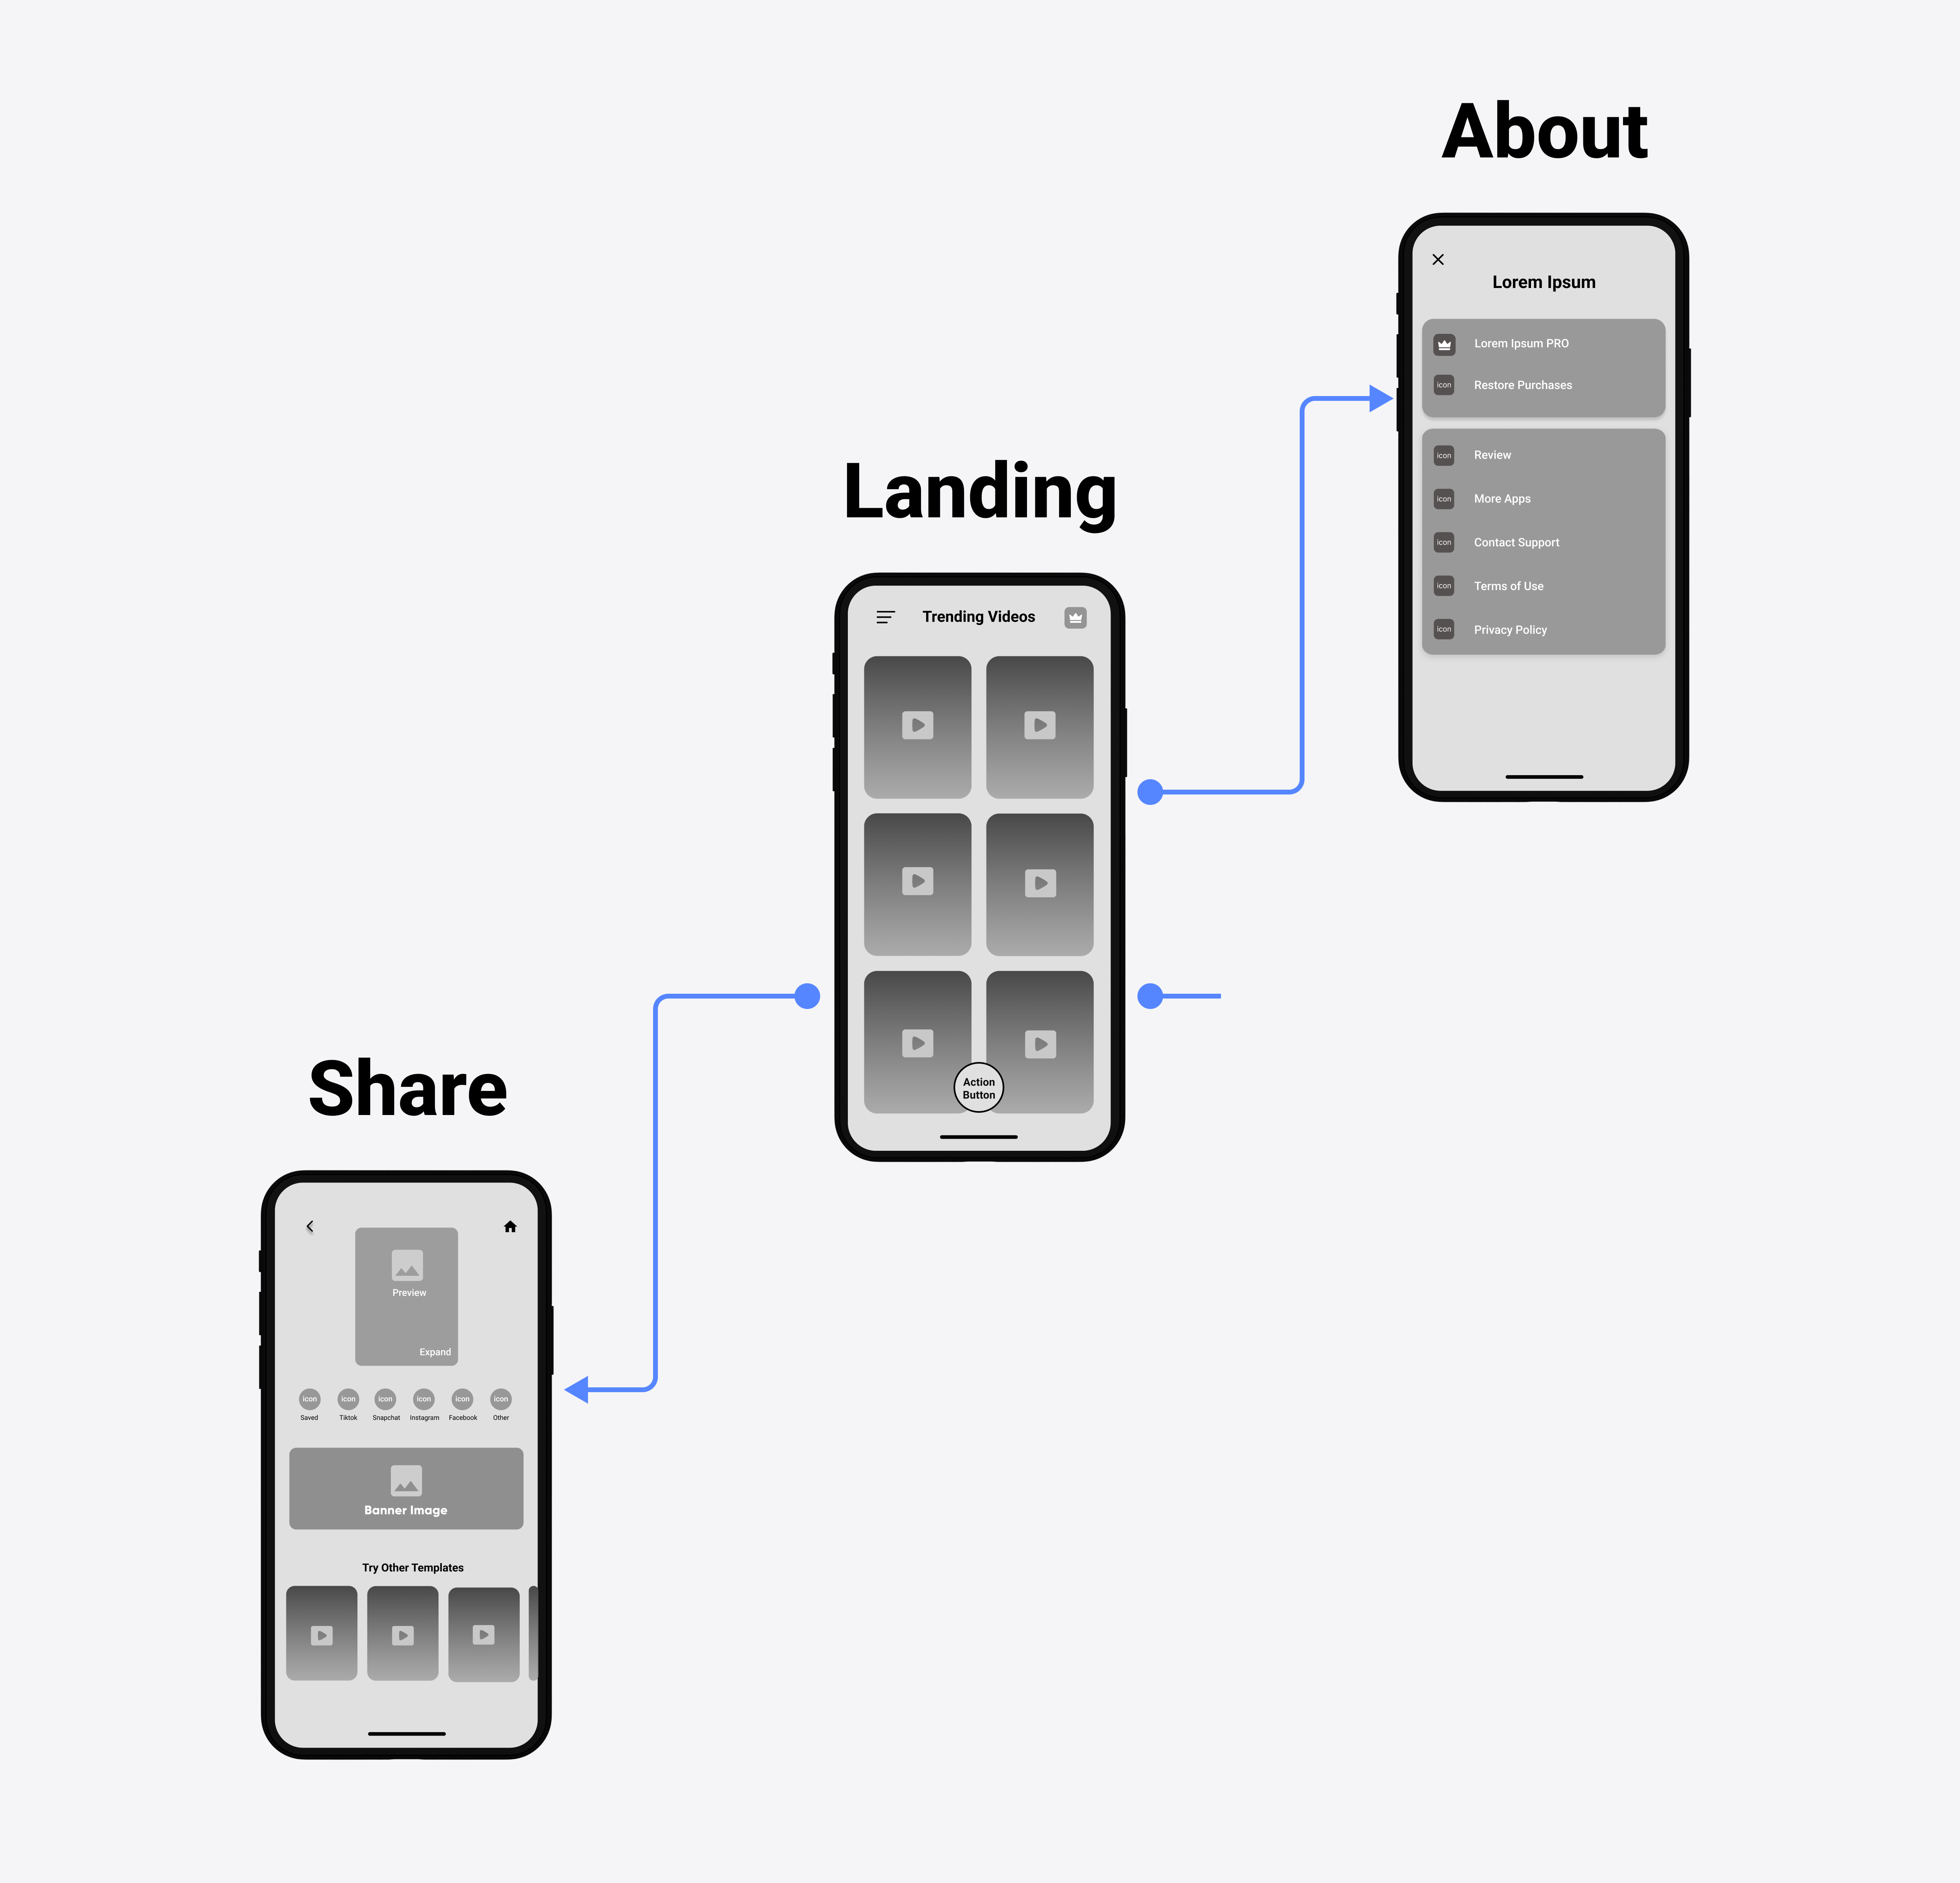 About
Lorem Ipsum
Lorem Ipsum PRO
icon Restore Purchases
icon Review
icon More Apps
icon Contact Support
icon Terms of Use
icon Privacy Policy
Landing
Trending Videos
Action
Button
Share
Preview
Expand
icon icon icon icon icon icon
Saved Tiktok Snapchat Instagram Facebook Other
Banner Image
Try Other Templates